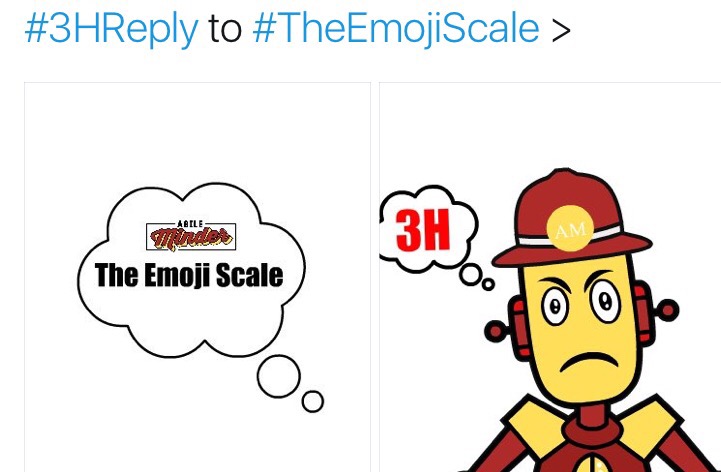 #3HReply to #TheEmojiScale >
AGILE
Minder
The Emoji Scale
3H
AM